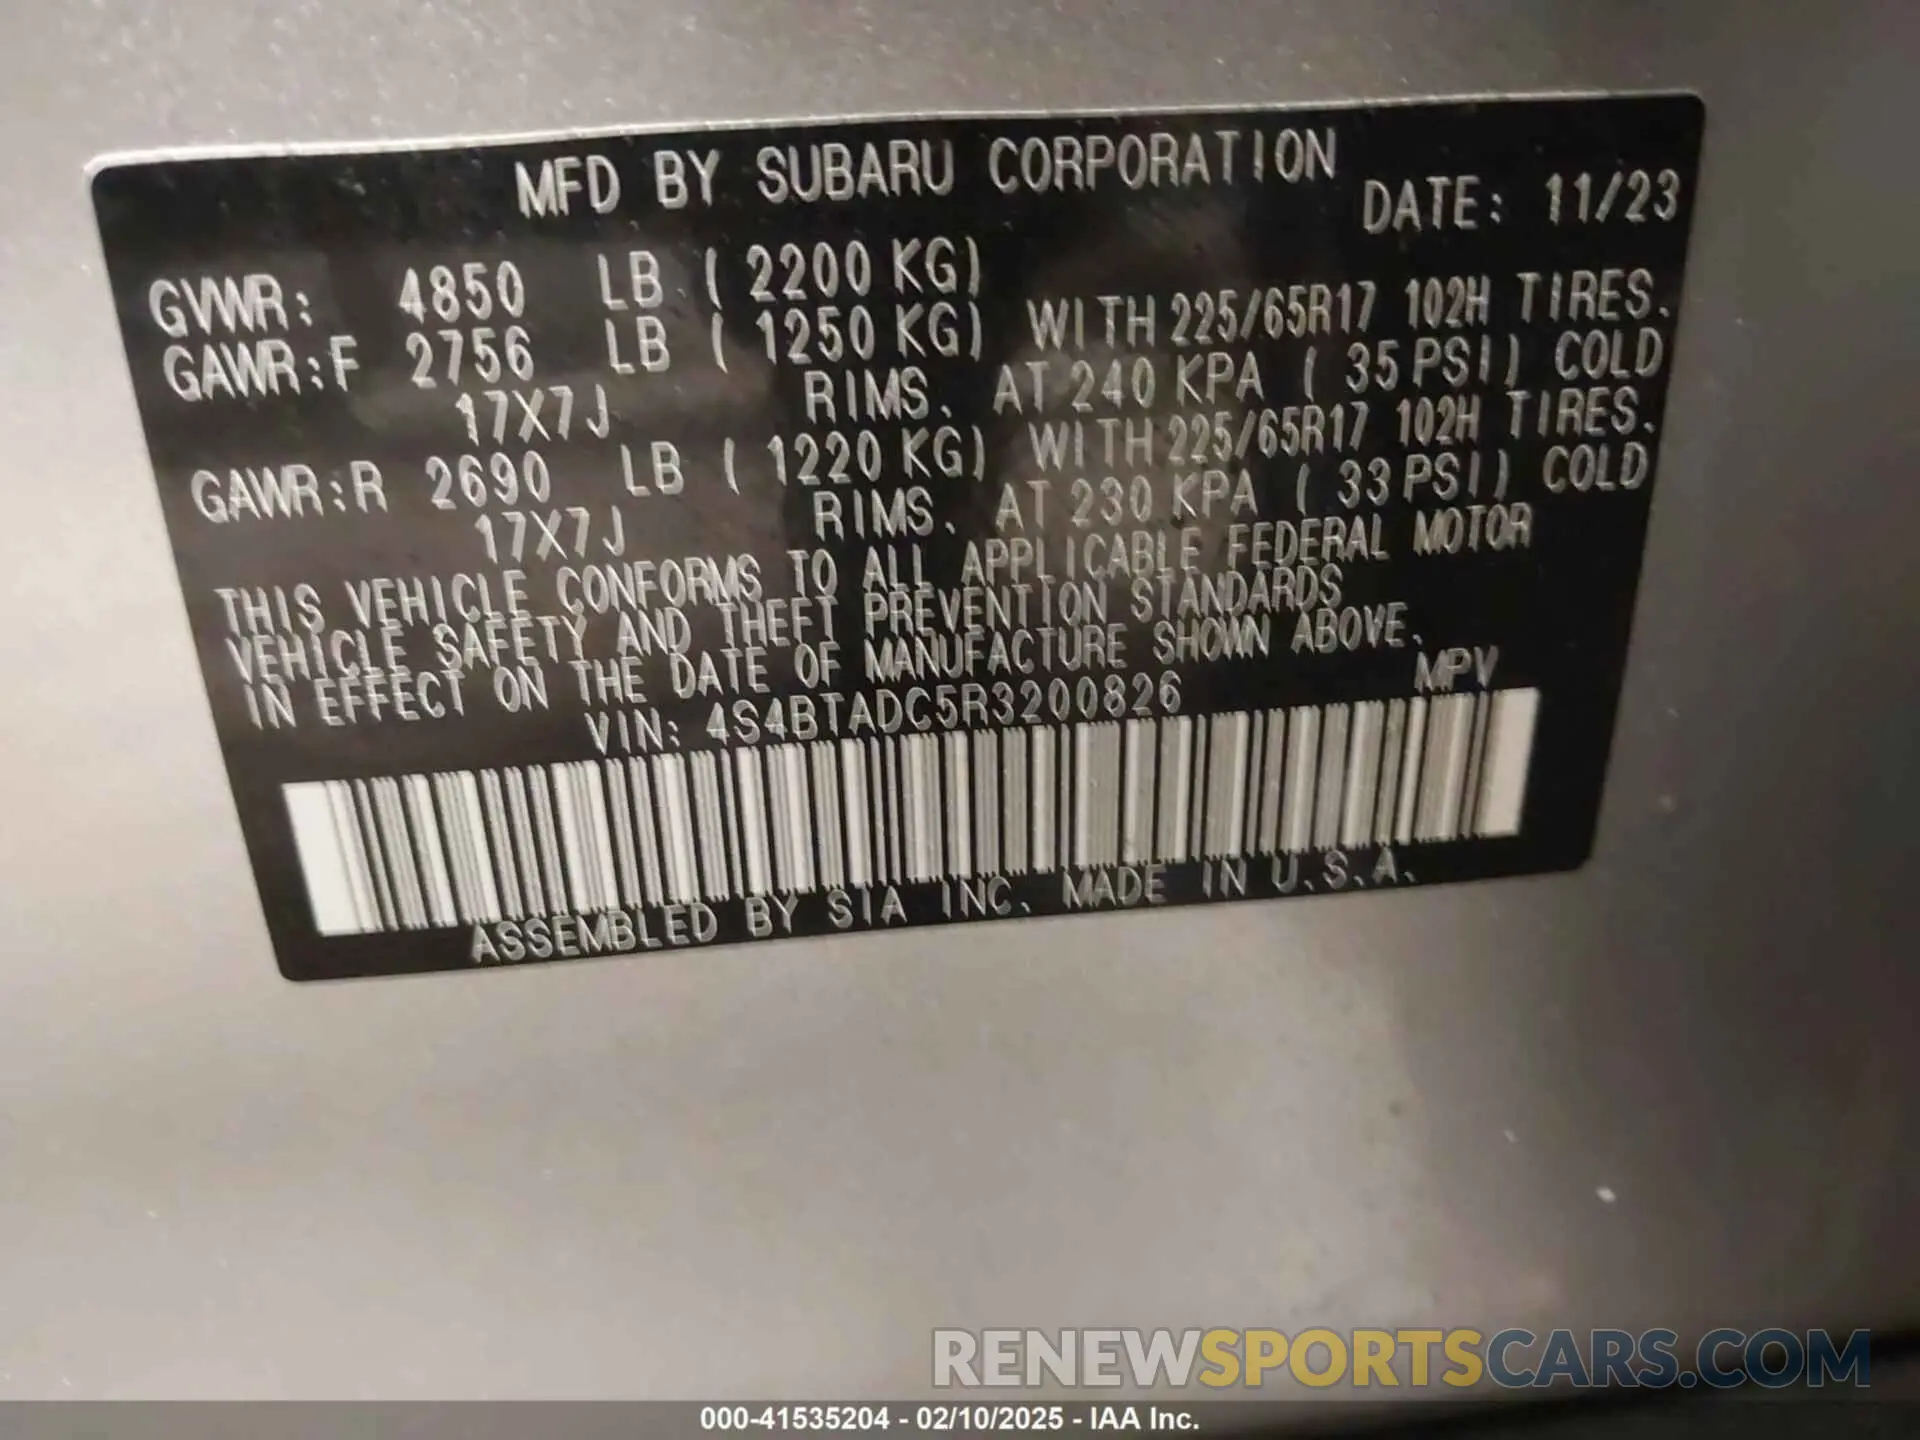 MFD BY SUBARU CORPORATION
DATE: 11/23
GVWR: 4850 LB ( 2200 KG)
GAWR:F 2756 LB ( 1250 KG) WITH 225/65R17 102H TIRES.
17X7J RIMS. AT 240 KPA ( 35 PSI) COLD
GAWR:R 2690 LB ( 1220 KG) WITH 225/65R17 102H TIRES.
17X7J RIMS. AT 230 KPA ( 33 PSI) COLD
THIS VEHICLE CONFORMS TO ALL APPLICABLE FEDERAL MOTOR
VEHICLE SAFETY AND THEFT PREVENTION STANDARDS
IN EFFECT ON THE DATE OF MANUFACTURE SHOWN ABOVE.
VIN: 4S4BTADC5R3200826 MPV
ASSEMBLED BY SIA INC. MADE IN U.S.A.
RENEWSPORTSCARS.COM
000-41535204 - 02/10/2025 - IAA Inc.